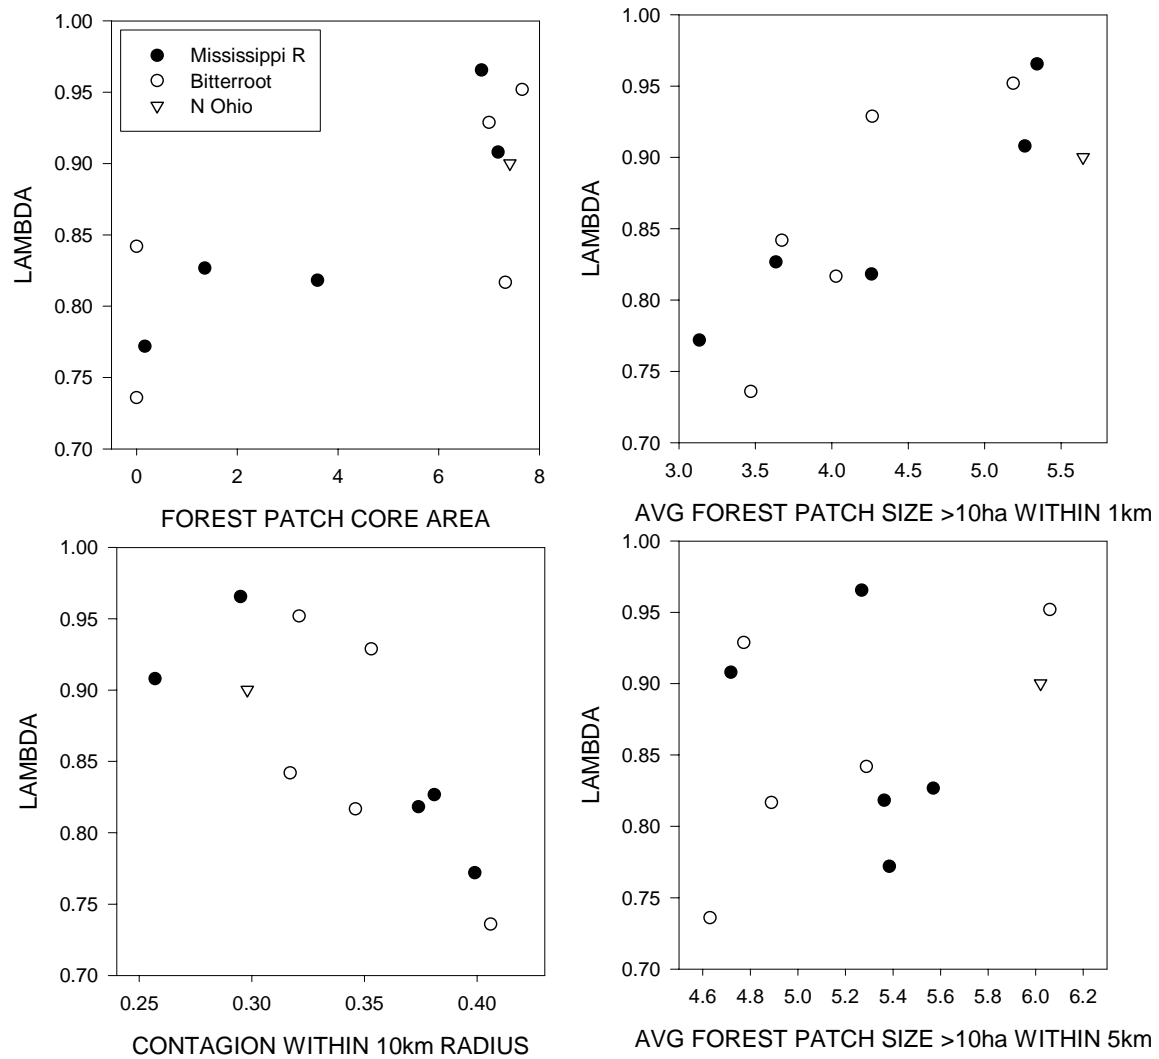 1.00
0.95
0.90
0.85
0.80
0.75
0.70
LAMBDA
Mississippi R
Bitterroot
N Ohio
0 2 4 6 8
FOREST PATCH CORE AREA
1.00
0.95
0.90
0.85
0.80
0.75
0.70
LAMBDA
3.0 3.5 4.0 4.5 5.0 5.5
AVG FOREST PATCH SIZE >10ha WITHIN 1km
1.00
0.95
0.90
0.85
0.80
0.75
0.70
LAMBDA
0.25 0.30 0.35 0.40
CONTAGION WITHIN 10km RADIUS
1.00
0.95
0.90
0.85
0.80
0.75
0.70
LAMBDA
4.6 4.8 5.0 5.2 5.4 5.6 5.8 6.0 6.2
AVG FOREST PATCH SIZE >10ha WITHIN 5km